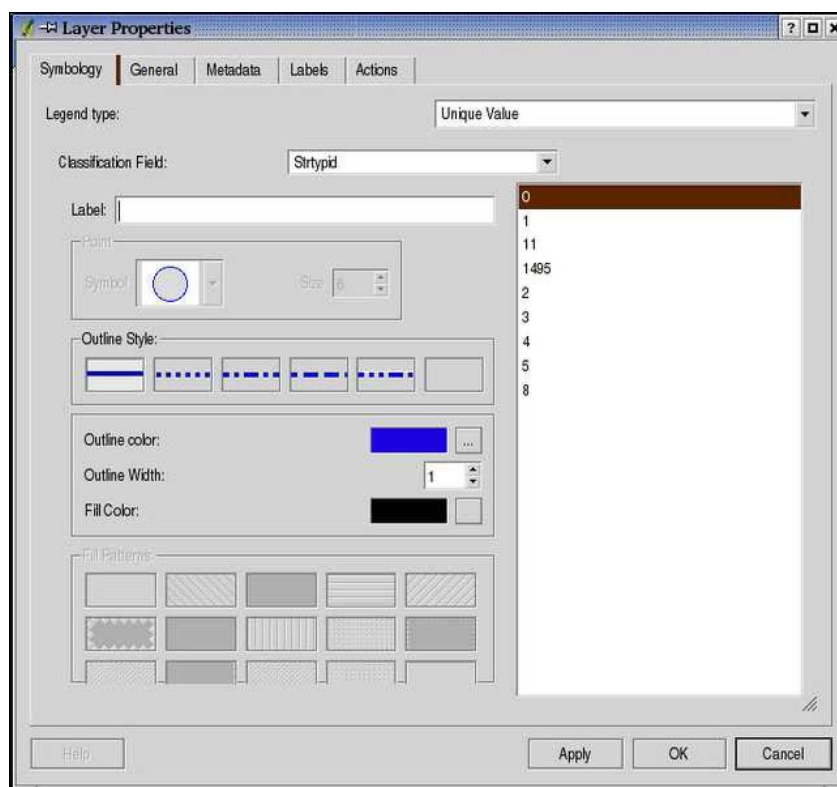 Layer Properties
Symbology General Metadata Labels Actions
Legend type: Unique Value
Classification Field: Strtypid
Label:
Point
Symbol Size 6
Outline Style:
Outline color: ...
Outline Width: 1
Fill Color:
Fill Patterns:
0
1
11
1495
2
3
4
5
8
Help Apply OK Cancel